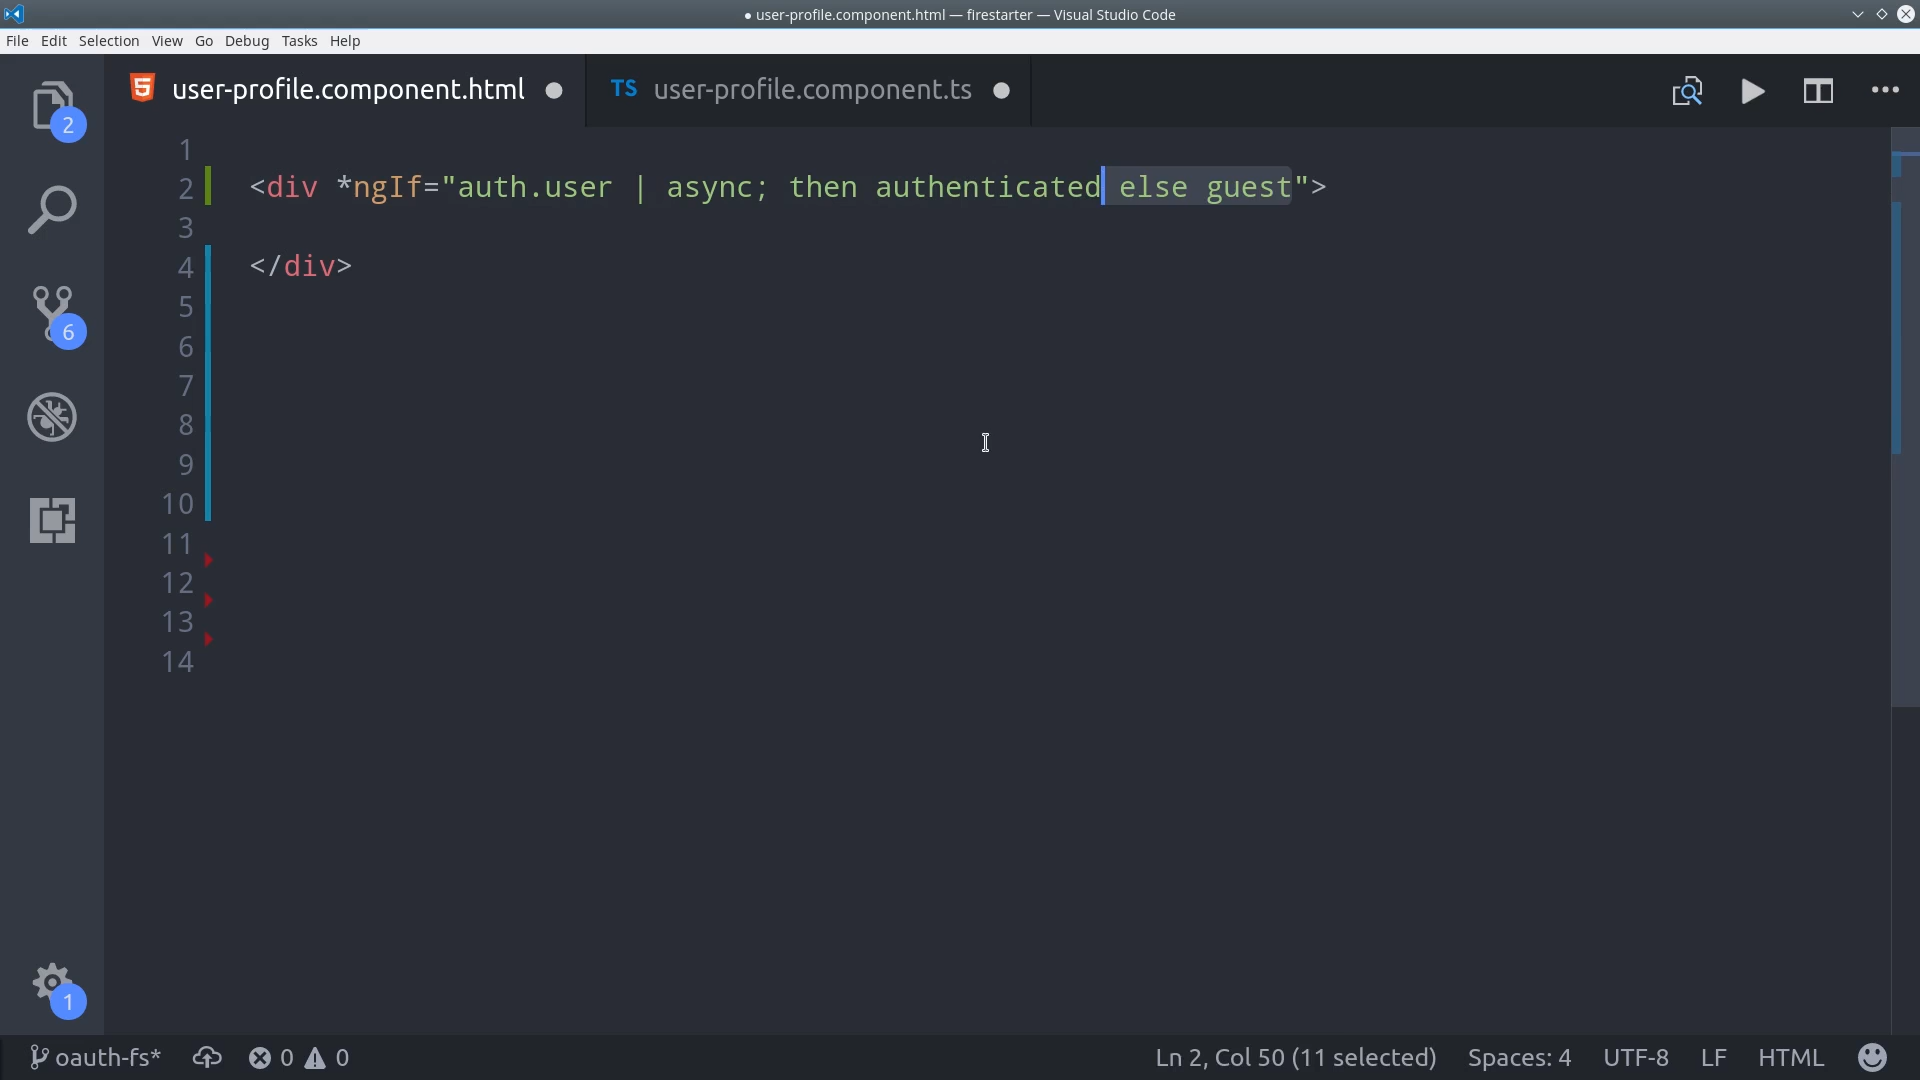 ● user-profile.component.html — firestarter — Visual Studio Code
File Edit Selection View Go Debug Tasks Help
user-profile.component.html ● TS user-profile.component.ts ●
2
6
1
1
2 <div *ngIf="auth.user | async; then authenticated else guest">
3
4 </div>
5
6
7
8
9
10
11
12
13
14
oauth-fs* 0 0 Ln 2, Col 50 (11 selected) Spaces: 4 UTF-8 LF HTML